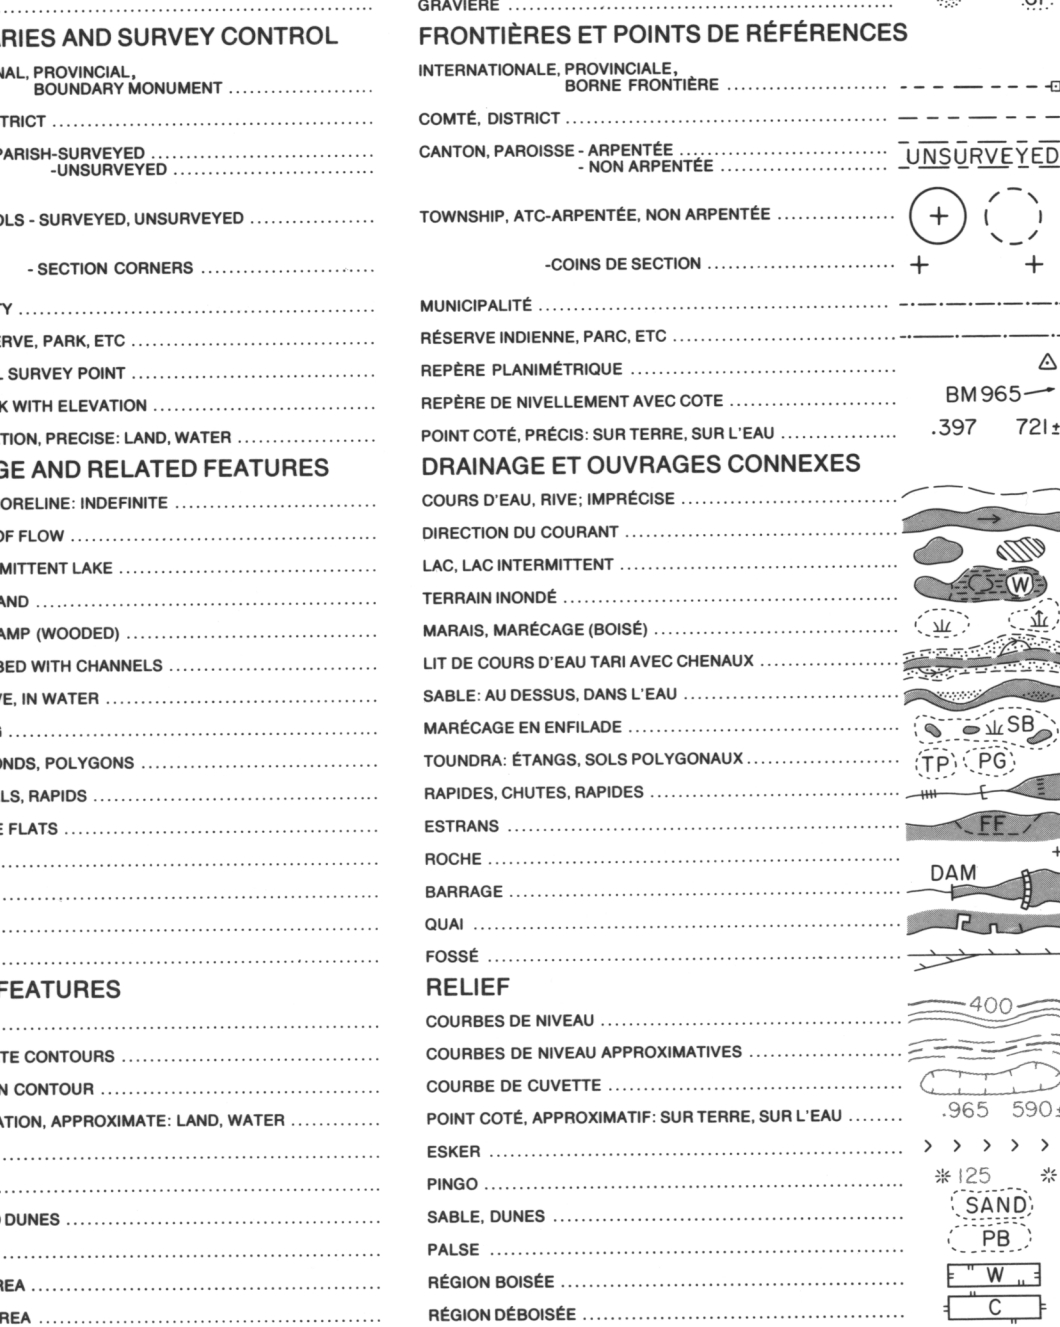 GRAVIÈRE
RIES AND SURVEY CONTROL
FRONTIÈRES ET POINTS DE RÉFÉRENCES
NAL, PROVINCIAL,
BOUNDARY MONUMENT
INTERNATIONALE, PROVINCIALE,
BORNE FRONTIÈRE
TRICT
COMTÉ, DISTRICT
PARISH-SURVEYED
-UNSURVEYED
CANTON, PAROISSE - ARPENTÉE
- NON ARPENTÉE
UNSURVEYED
OLS - SURVEYED, UNSURVEYED
TOWNSHIP, ATC-ARPENTÉE, NON ARPENTÉE
- SECTION CORNERS
-COINS DE SECTION
TY
MUNICIPALITÉ
ERVE, PARK, ETC
RÉSERVE INDIENNE, PARC, ETC
L SURVEY POINT
REPÈRE PLANIMÉTRIQUE
K WITH ELEVATION
REPÈRE DE NIVELLEMENT AVEC COTE
BM 965
TION, PRECISE: LAND, WATER
POINT COTÉ, PRÉCIS: SUR TERRE, SUR L'EAU
.397 721±
GE AND RELATED FEATURES
DRAINAGE ET OUVRAGES CONNEXES
ORELINE: INDEFINITE
COURS D'EAU, RIVE; IMPRÉCISE
OF FLOW
DIRECTION DU COURANT
MITTENT LAKE
LAC, LAC INTERMITTENT
AND
TERRAIN INONDÉ
W
AMP (WOODED)
MARAIS, MARÉCAGE (BOISÉ)
BED WITH CHANNELS
LIT DE COURS D'EAU TARI AVEC CHENAUX
VE, IN WATER
SABLE: AU DESSUS, DANS L'EAU
G
MARÉCAGE EN ENFILADE
SB
ONDS, POLYGONS
TOUNDRA: ÉTANGS, SOLS POLYGONAUX
TP PG
LS, RAPIDS
RAPIDES, CHUTES, RAPIDES
E FLATS
ESTRANS
FF
ROCHE
BARRAGE
DAM
QUAI
FOSSÉ
FEATURES
RELIEF
COURBES DE NIVEAU
400
TE CONTOURS
COURBES DE NIVEAU APPROXIMATIVES
N CONTOUR
COURBE DE CUVETTE
ATION, APPROXIMATE: LAND, WATER
POINT COTÉ, APPROXIMATIF: SUR TERRE, SUR L'EAU
.965 590±
ESKER
PINGO
125
DUNES
SABLE, DUNES
SAND
PALSE
PB
REA
RÉGION BOISÉE
W
REA
RÉGION DÉBOISÉE
C